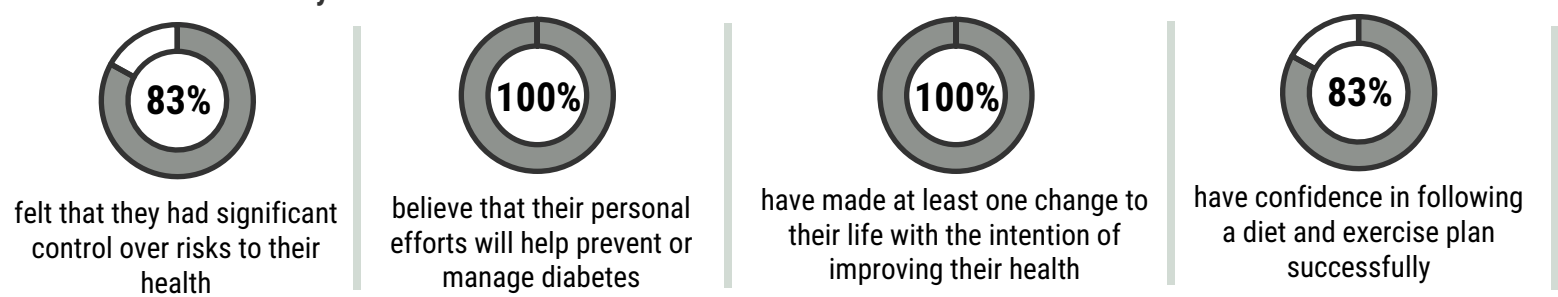 83%
felt that they had significant
control over risks to their
health
100%
believe that their personal
efforts will help prevent or
manage diabetes
100%
have made at least one change to
their life with the intention of
improving their health
83%
have confidence in following
a diet and exercise plan
successfully